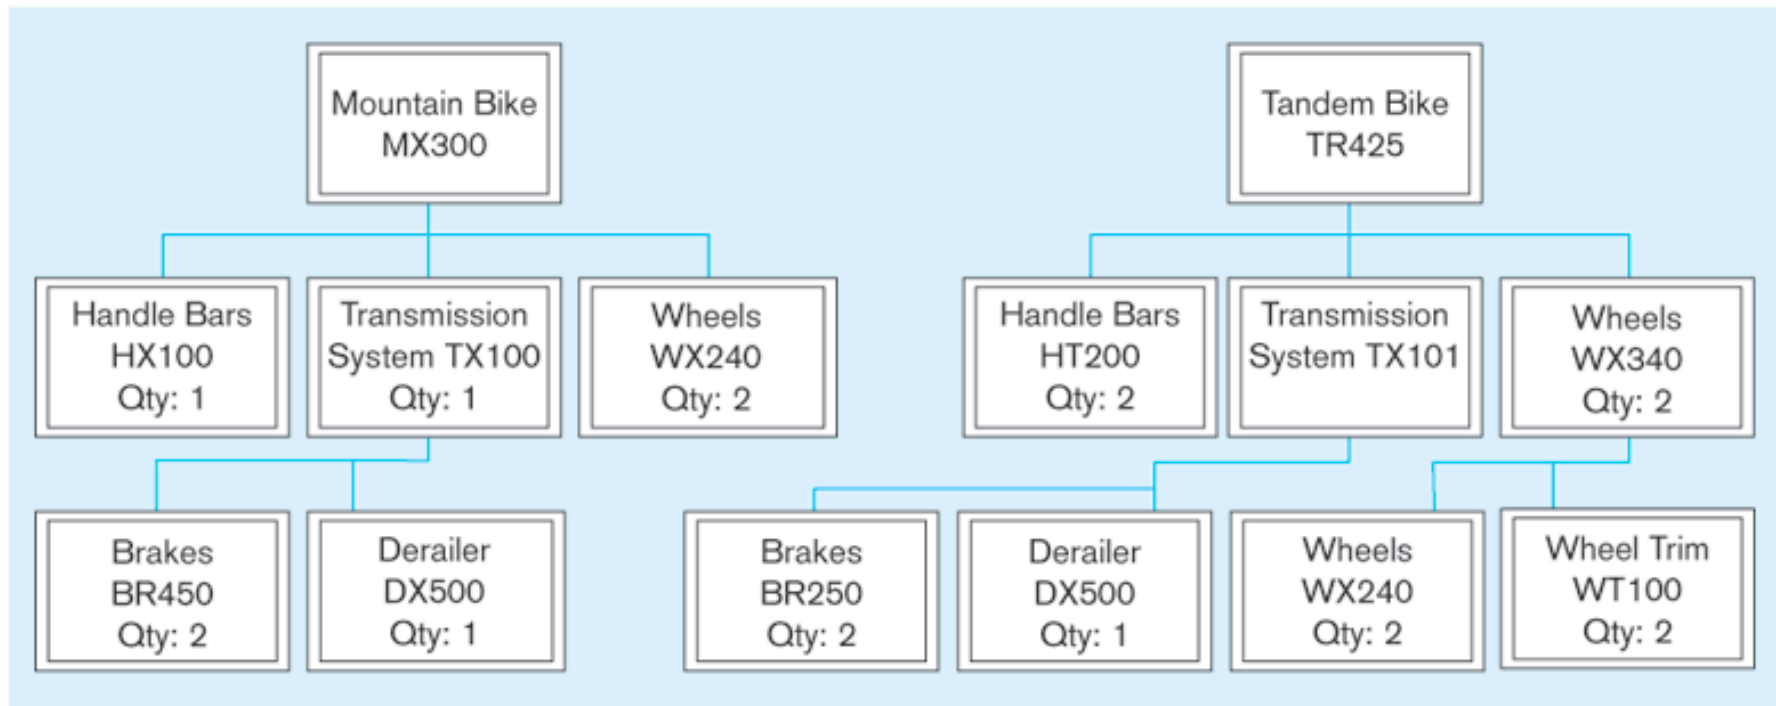 Mountain Bike
MX300
Tandem Bike
TR425
Handle Bars
HX100
Qty: 1
Transmission
System TX100
Qty: 1
Wheels
WX240
Qty: 2
Handle Bars
HT200
Qty: 2
Transmission
System TX101
Wheels
WX340
Qty: 2
Brakes
BR450
Qty: 2
Derailer
DX500
Qty: 1
Brakes
BR250
Qty: 2
Derailer
DX500
Qty: 1
Wheels
WX240
Qty: 2
Wheel Trim
WT100
Qty: 2